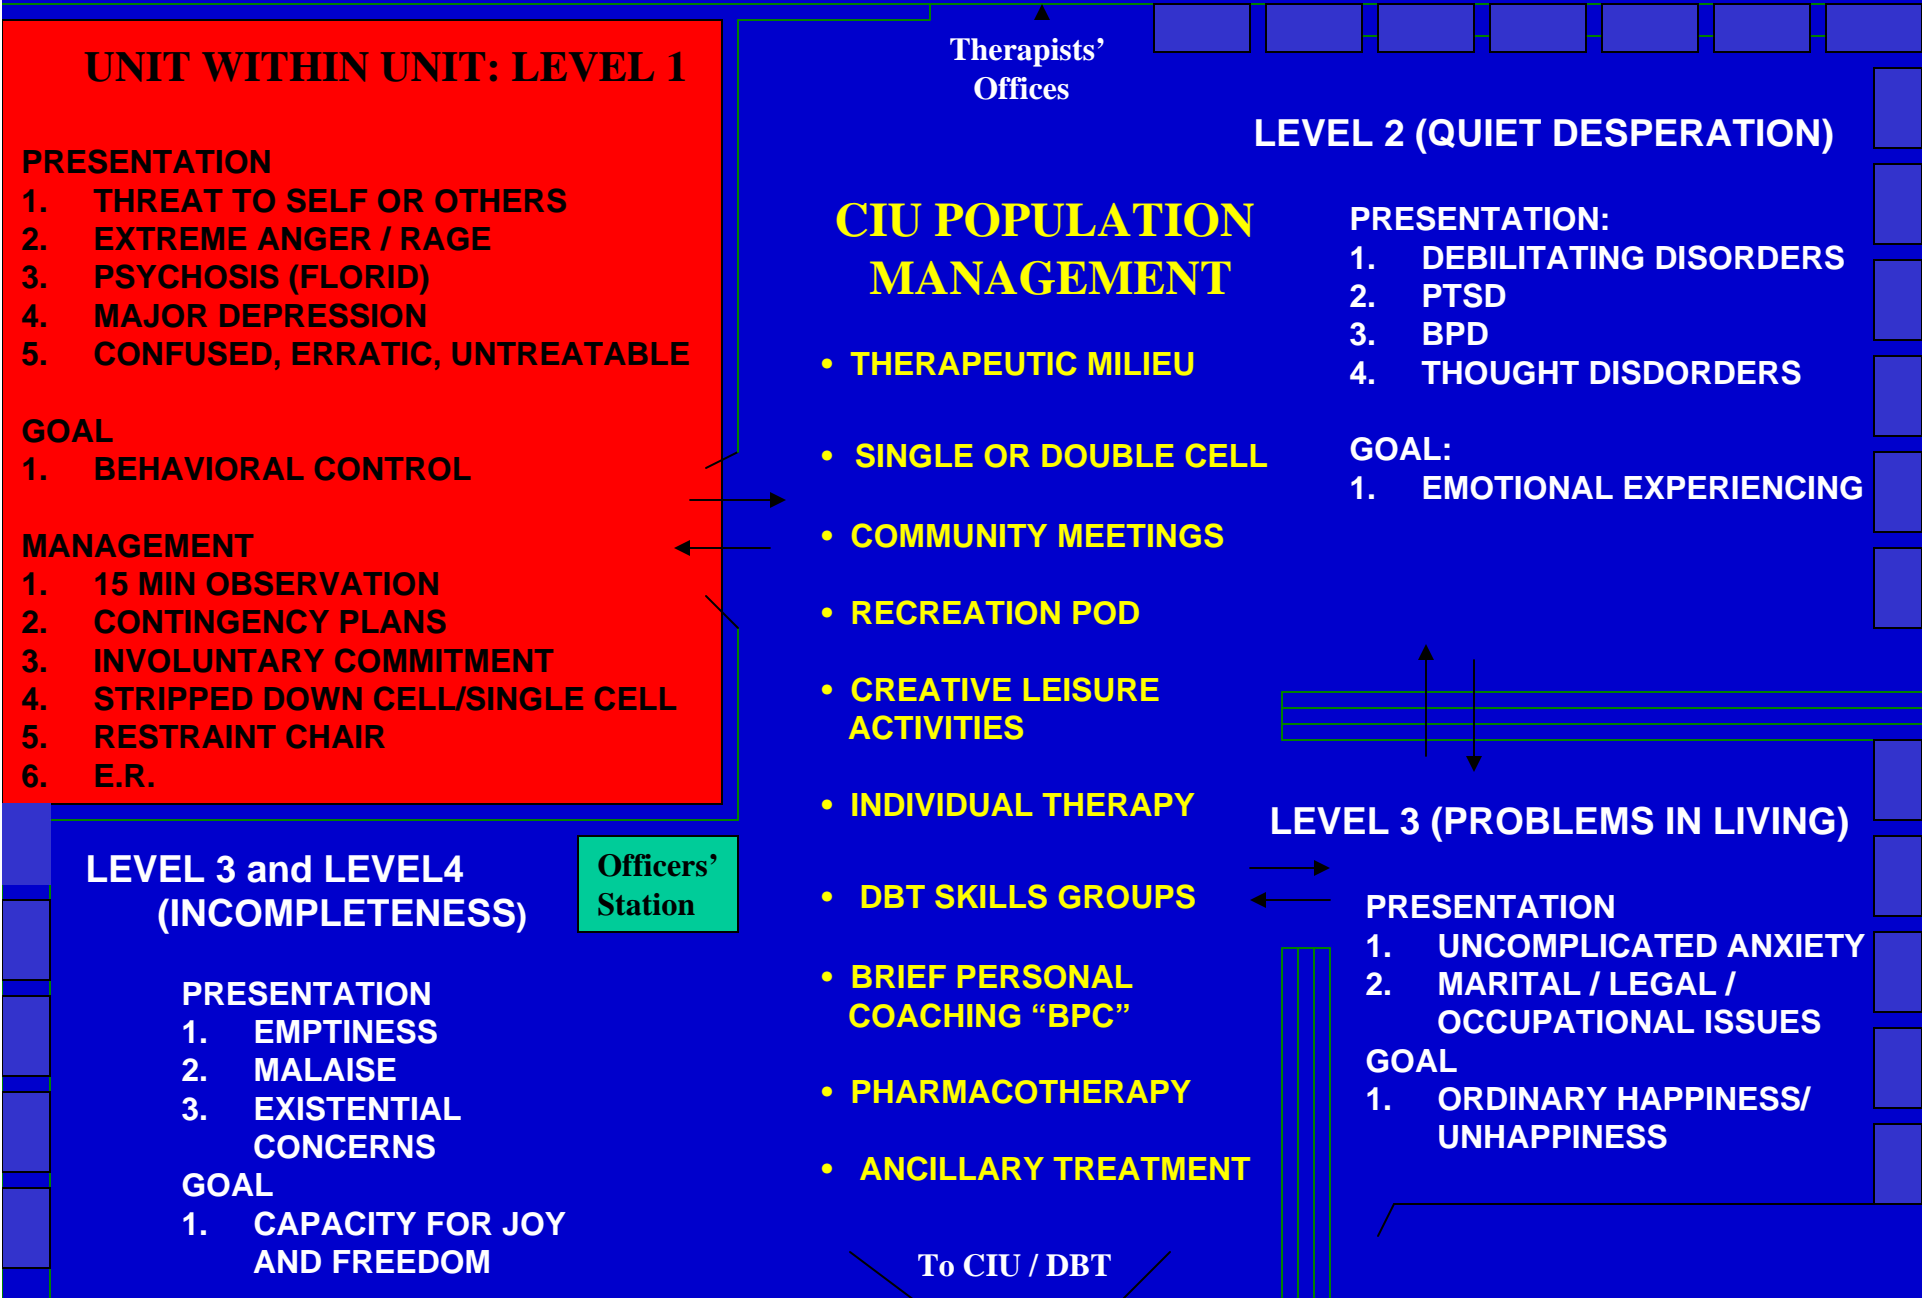 UNIT WITHIN UNIT: LEVEL 1
PRESENTATION
1. THREAT TO SELF OR OTHERS
2. EXTREME ANGER / RAGE
3. PSYCHOSIS (FLORID)
4. MAJOR DEPRESSION
5. CONFUSED, ERRATIC, UNTREATABLE
GOAL
1. BEHAVIORAL CONTROL
MANAGEMENT
1. 15 MIN OBSERVATION
2. CONTINGENCY PLANS
3. INVOLUNTARY COMMITMENT
4. STRIPPED DOWN CELL/SINGLE CELL
5. RESTRAINT CHAIR
6. E.R.
LEVEL 3 and LEVEL4
(INCOMPLETENESS)
PRESENTATION
1. EMPTINESS
2. MALAISE
3. EXISTENTIAL
CONCERNS
GOAL
1. CAPACITY FOR JOY
AND FREEDOM
Officers’
Station
Therapists’
Offices
CIU POPULATION
MANAGEMENT
• THERAPEUTIC MILIEU
• SINGLE OR DOUBLE CELL
• COMMUNITY MEETINGS
• RECREATION POD
• CREATIVE LEISURE
ACTIVITIES
• INDIVIDUAL THERAPY
• DBT SKILLS GROUPS
• BRIEF PERSONAL
COACHING “BPC”
• PHARMACOTHERAPY
• ANCILLARY TREATMENT
To CIU / DBT
LEVEL 2 (QUIET DESPERATION)
PRESENTATION:
1. DEBILITATING DISORDERS
2. PTSD
3. BPD
4. THOUGHT DISDORDERS
GOAL:
1. EMOTIONAL EXPERIENCING
LEVEL 3 (PROBLEMS IN LIVING)
PRESENTATION
1. UNCOMPLICATED ANXIETY
2. MARITAL / LEGAL /
OCCUPATIONAL ISSUES
GOAL
1. ORDINARY HAPPINESS/
UNHAPPINESS